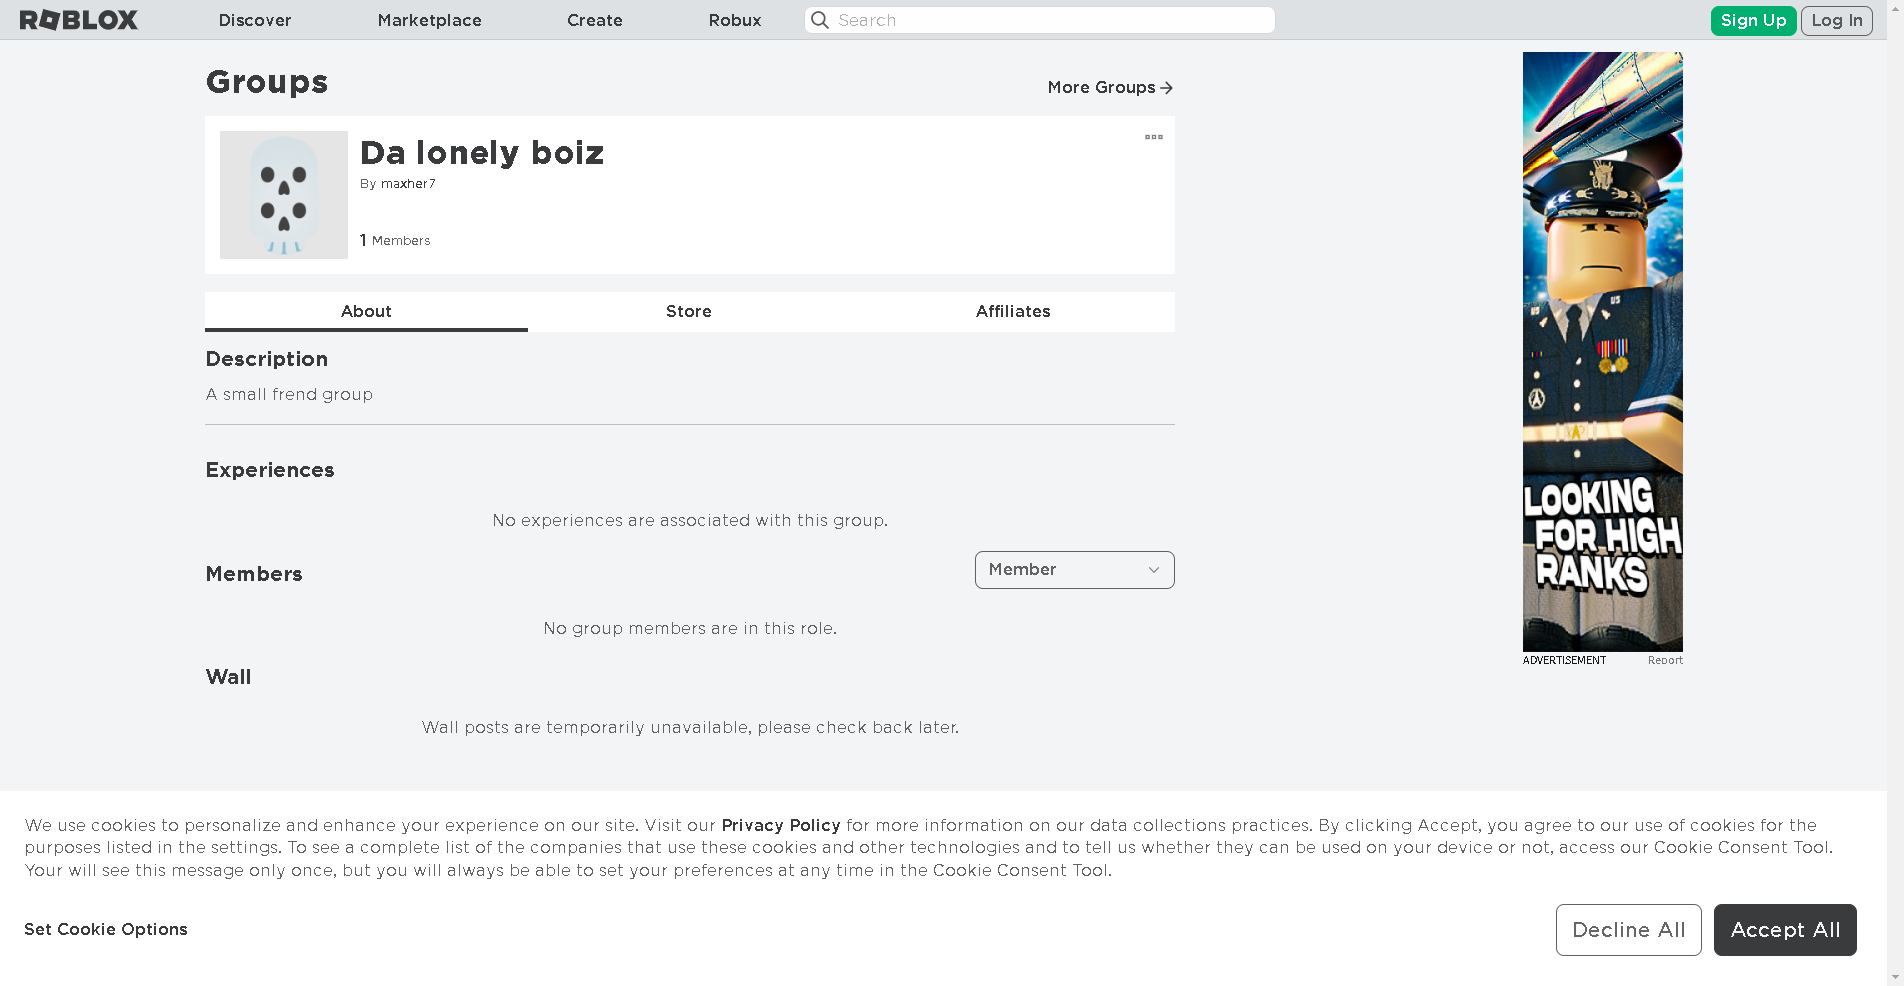 ROBLOX Discover Marketplace Create Robux Search Sign Up Log In
Groups
More Groups
Da lonely boiz
By maxher7
1 Members
About Store Affiliates
Description
A small frend group
Experiences
No experiences are associated with this group.
Members
Member
No group members are in this role.
Wall
Wall posts are temporarily unavailable, please check back later.
US
US
LOOKING
FOR HIGH
RANKS
ADVERTISEMENT Report
We use cookies to personalize and enhance your experience on our site. Visit our Privacy Policy for more information on our data collections practices. By clicking Accept, you agree to our use of cookies for the
purposes listed in the settings. To see a complete list of the companies that use these cookies and other technologies and to tell us whether they can be used on your device or not, access our Cookie Consent Tool.
Your will see this message only once, but you will always be able to set your preferences at any time in the Cookie Consent Tool.
Set Cookie Options
Decline All Accept All